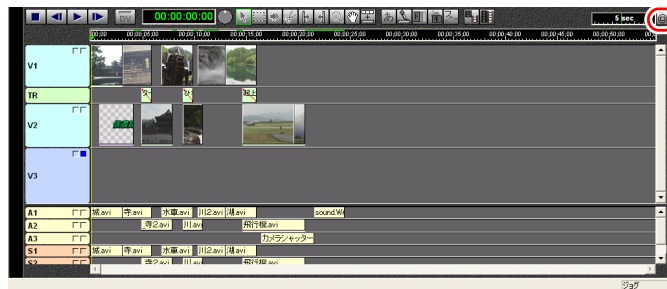 DV 00:00:00:00 あ 5 sec
00;00 00;00;05;00 00;00;10;00 00;00;15;00 00;00;20;00 00;00;25;00 00;00;30;00 00;00;35;00 00;00;40;00 00;00;45;00 00;00;50;00
V1
TR
V2
V3
A1 城.avi 寺.avi 水車.avi 川2.avi 湖.avi sound.W
A2 寺2.avi 川.avi 飛行機.avi
A3 カメラシャッター
S1 城.avi 寺.avi 水車.avi 川2.avi 湖.avi
S2 寺2.avi 川.avi 飛行機.avi
ジョグ